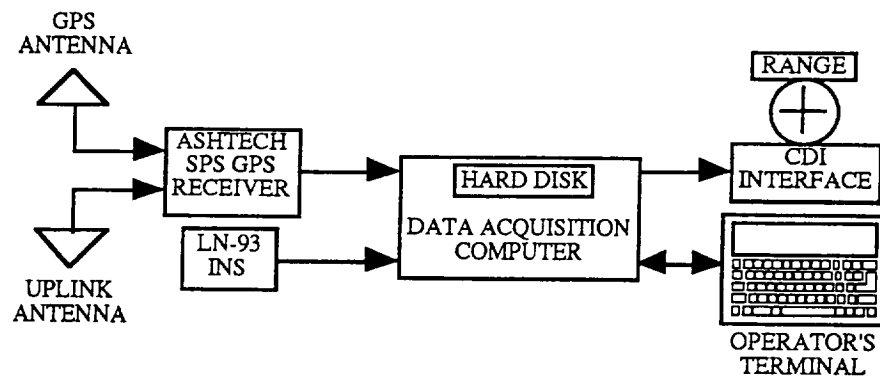 GPS
ANTENNA
ASHTECH
SPS GPS
RECEIVER
LN-93
INS
UPLINK
ANTENNA
HARD DISK
DATA ACQUISITION
COMPUTER
RANGE
CDI
INTERFACE
OPERATOR'S
TERMINAL